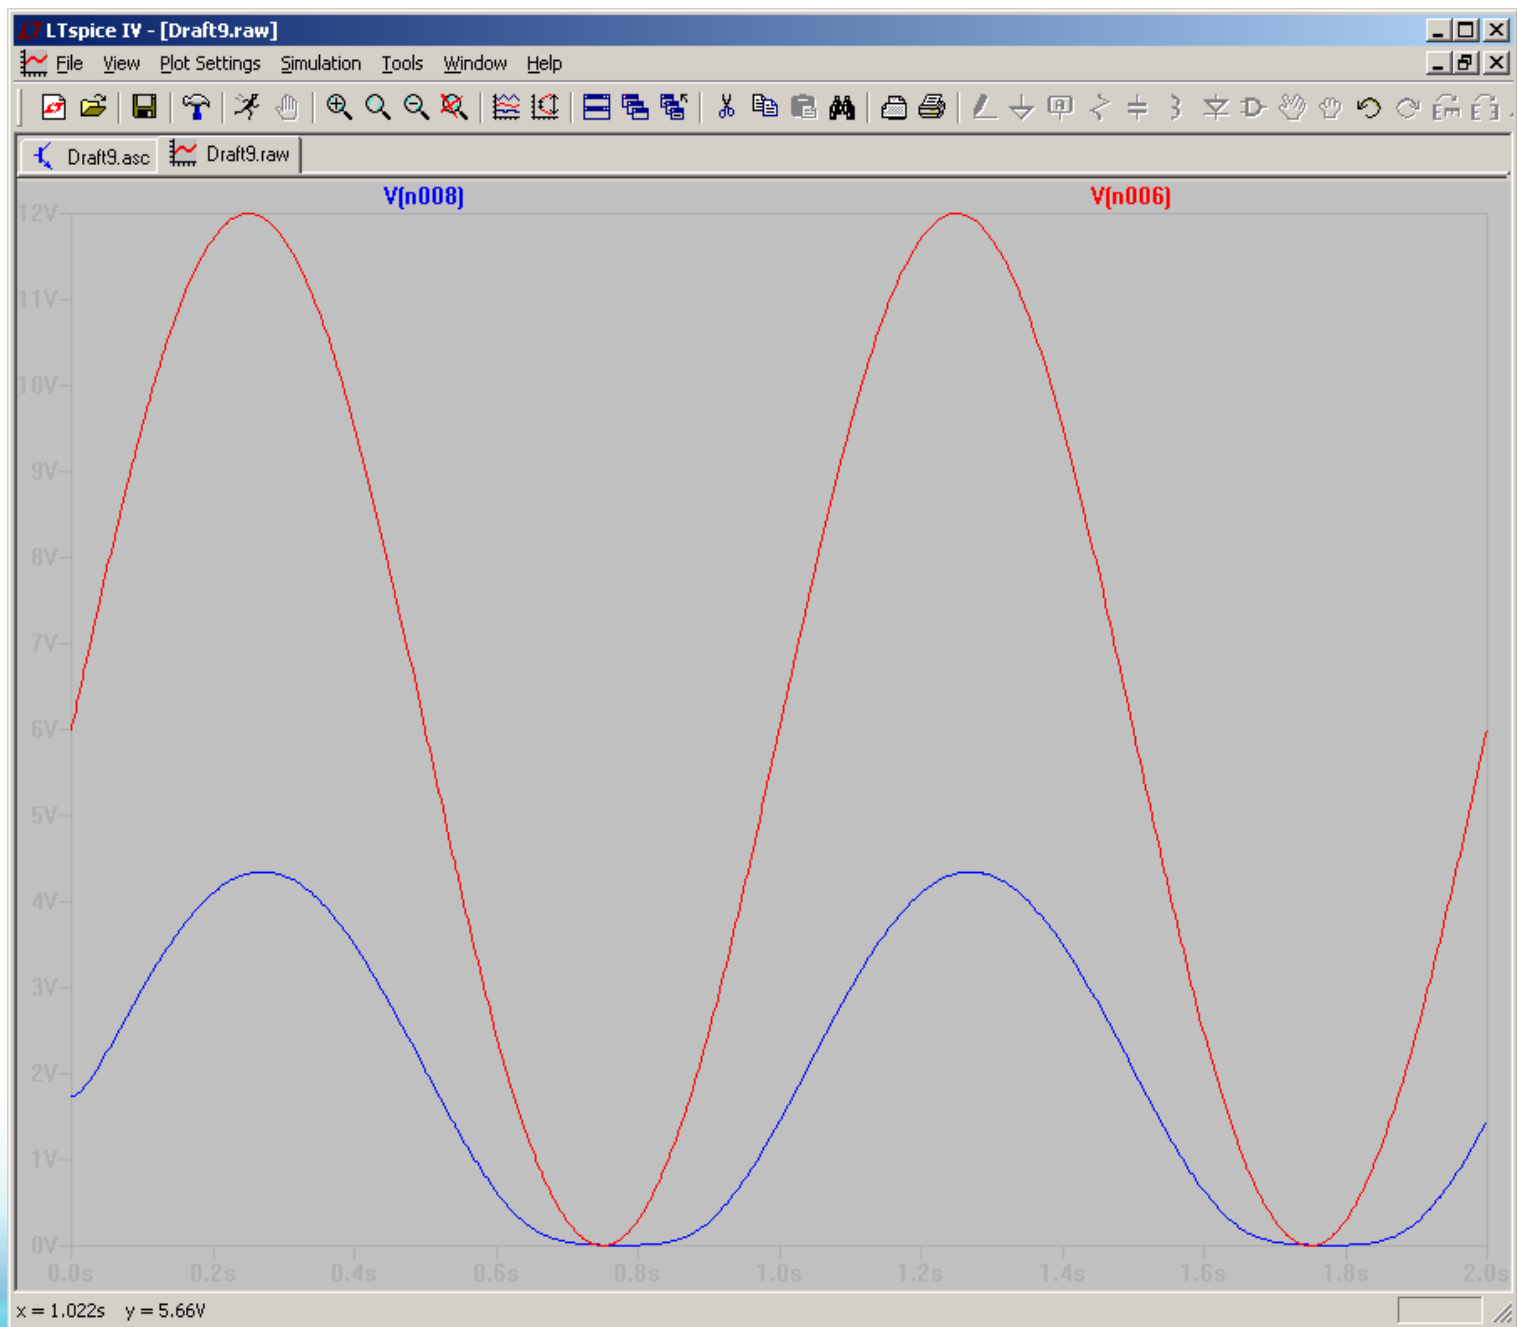 LTspice IV - [Draft9.raw]
File View Plot Settings Simulation Tools Window Help
Draft9.asc Draft9.raw
V(n008) V(n006)
12V
11V
10V
9V
8V
7V
6V
5V
4V
3V
2V
1V
0V
0.0s 0.2s 0.4s 0.6s 0.8s 1.0s 1.2s 1.4s 1.6s 1.8s 2.0s
x = 1.022s y = 5.66V